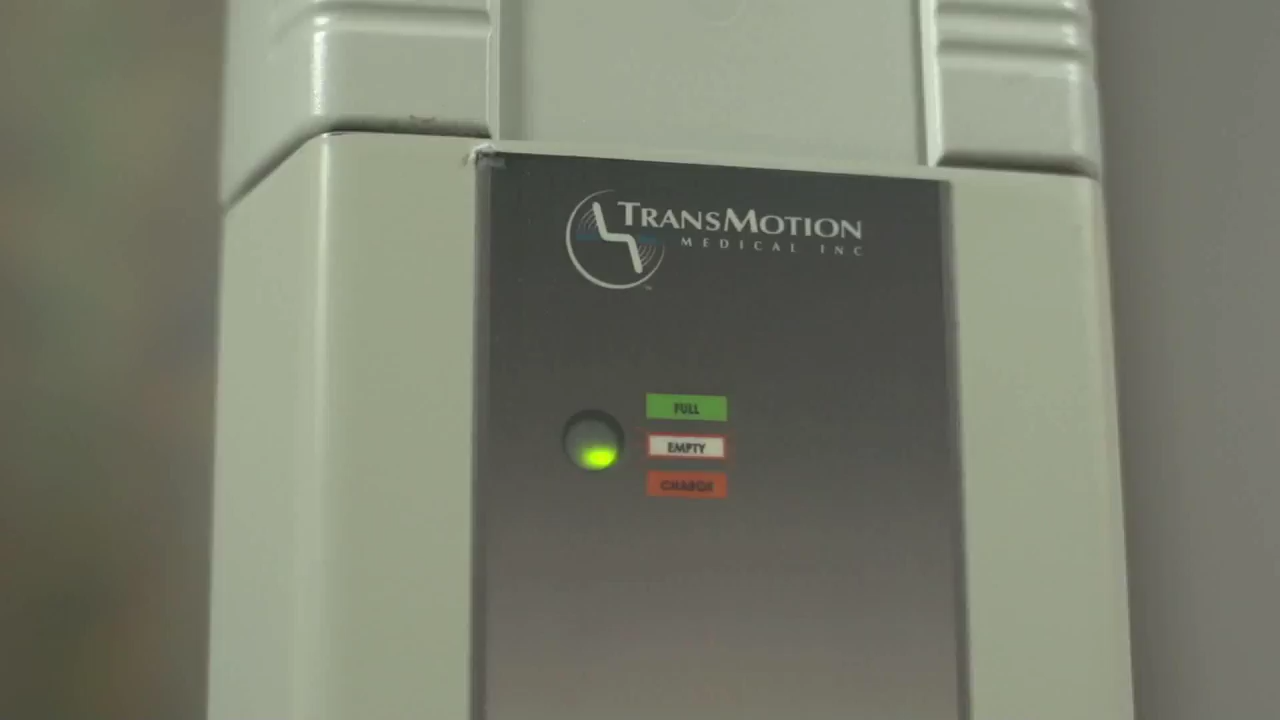 TRANSMOTION
MEDICAL INC
FULL
EMPTY
CHARGE